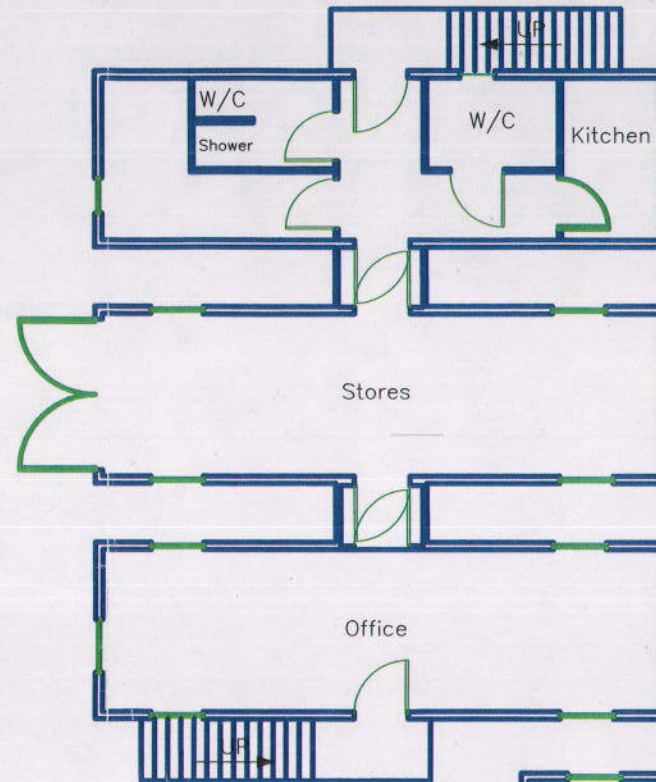 UP
W/C
W/C
Shower
Kitchen
Stores
Office
UP